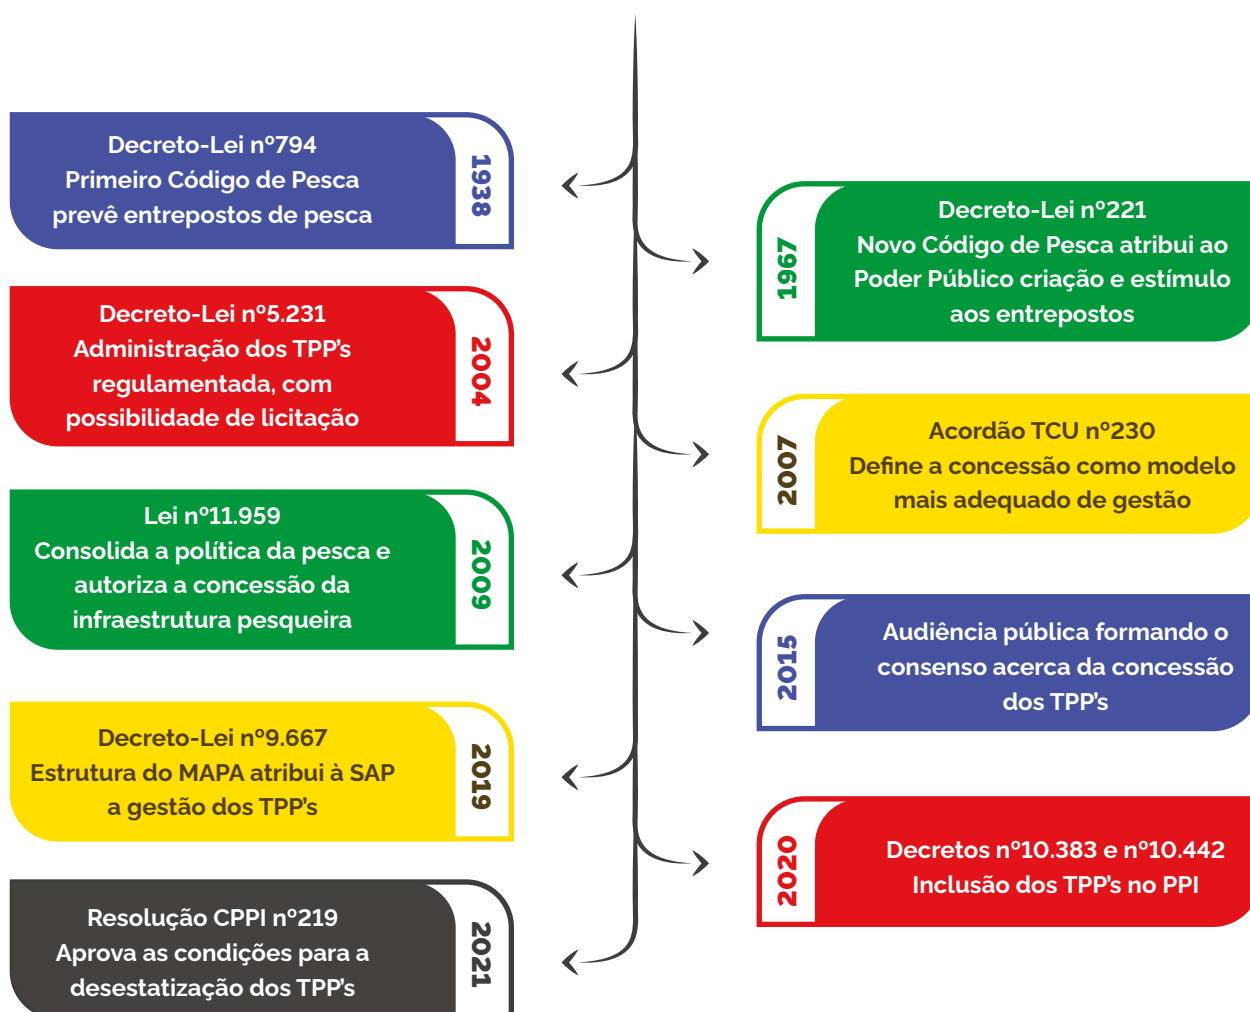 Decreto-Lei nº794
Primeiro Código de Pesca
prevê entrepostos de pesca
1938
Decreto-Lei nº221
Novo Código de Pesca atribui ao
Poder Público criação e estímulo
aos entrepostos
1967
Decreto-Lei nº5.231
Administração dos TPP's
regulamentada, com
possibilidade de licitação
2004
Acordão TCU nº230
Define a concessão como modelo
mais adequado de gestão
2007
Lei nº11.959
Consolida a política da pesca e
autoriza a concessão da
infraestrutura pesqueira
2009
Audiência pública formando o
consenso acerca da concessão
dos TPP's
2015
Decreto-Lei nº9.667
Estrutura do MAPA atribui à SAP
a gestão dos TPP's
2019
Decretos nº10.383 e nº10.442
Inclusão dos TPP's no PPI
2020
Resolução CPPI nº219
Aprova as condições para a
desestatização dos TPP's
2021